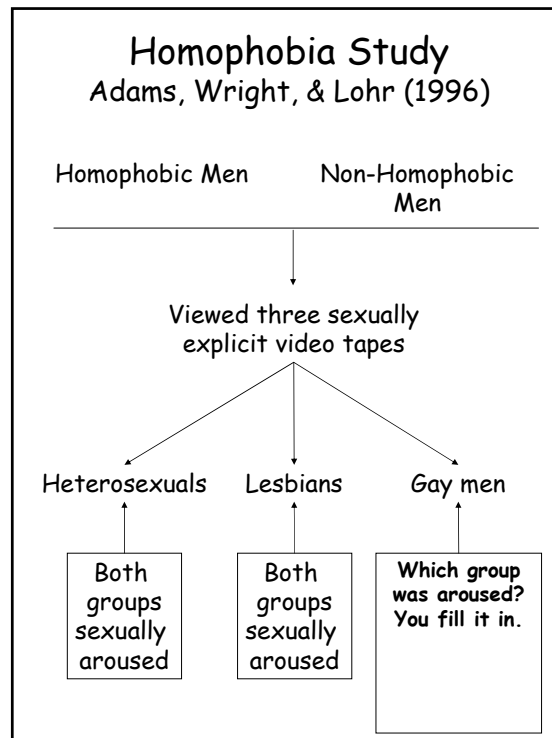 Homophobia Study
Adams, Wright, & Lohr (1996)
Homophobic Men
Non-Homophobic
Men
Viewed three sexually
explicit video tapes
Heterosexuals
Lesbians
Gay men
Both
groups
sexually
aroused
Both
groups
sexually
aroused
Which group
was aroused?
You fill it in.